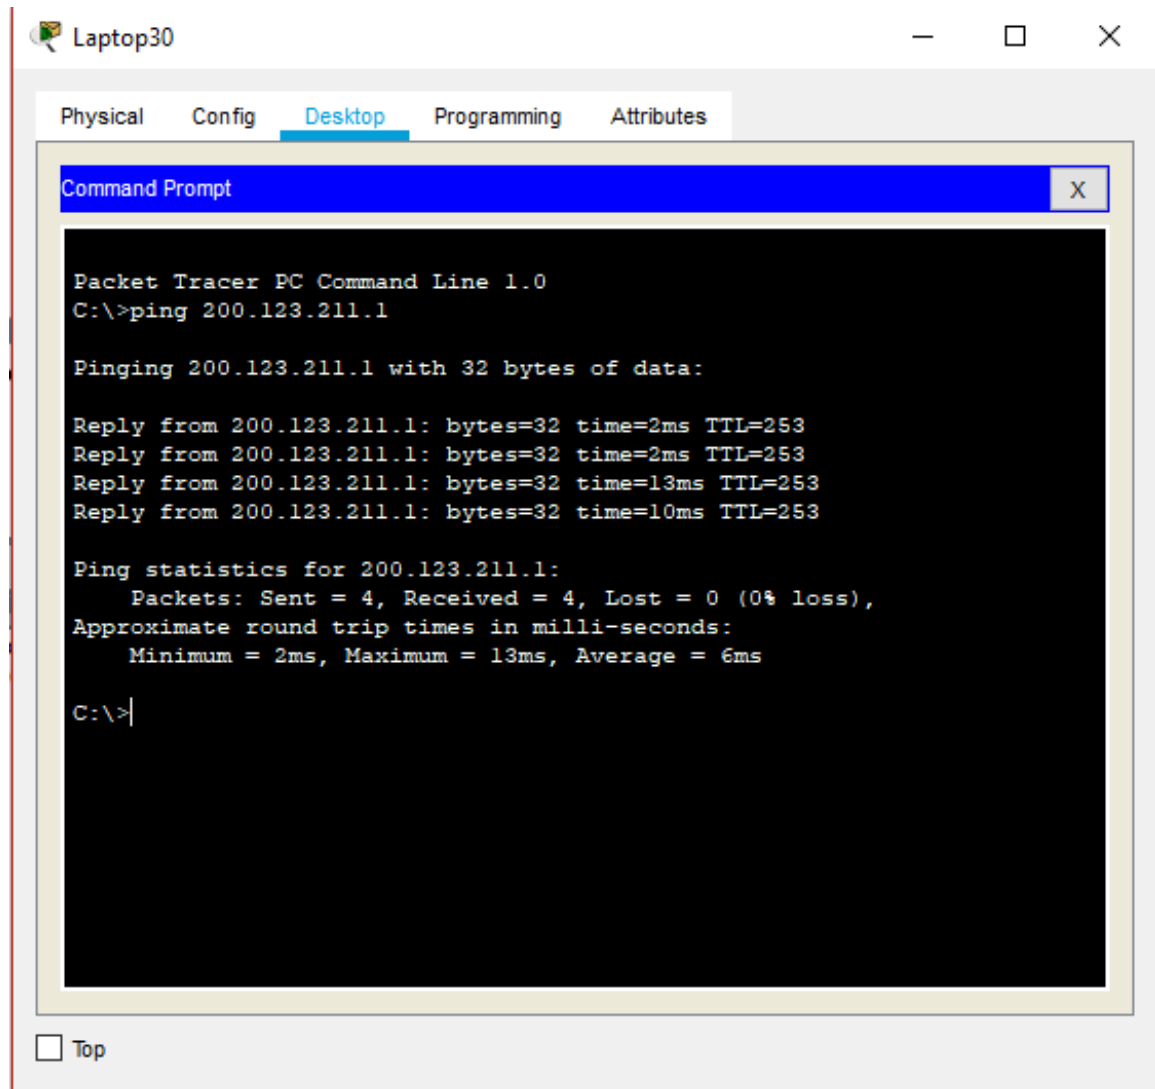 Laptop30
Physical Config Desktop Programming Attributes
Command Prompt X
Packet Tracer PC Command Line 1.0
C:\>ping 200.123.211.1
Pinging 200.123.211.1 with 32 bytes of data:
Reply from 200.123.211.1: bytes=32 time=2ms TTL=253
Reply from 200.123.211.1: bytes=32 time=2ms TTL=253
Reply from 200.123.211.1: bytes=32 time=13ms TTL=253
Reply from 200.123.211.1: bytes=32 time=10ms TTL=253
Ping statistics for 200.123.211.1:
Packets: Sent = 4, Received = 4, Lost = 0 (0% loss),
Approximate round trip times in milli-seconds:
Minimum = 2ms, Maximum = 13ms, Average = 6ms
C:\>
Top